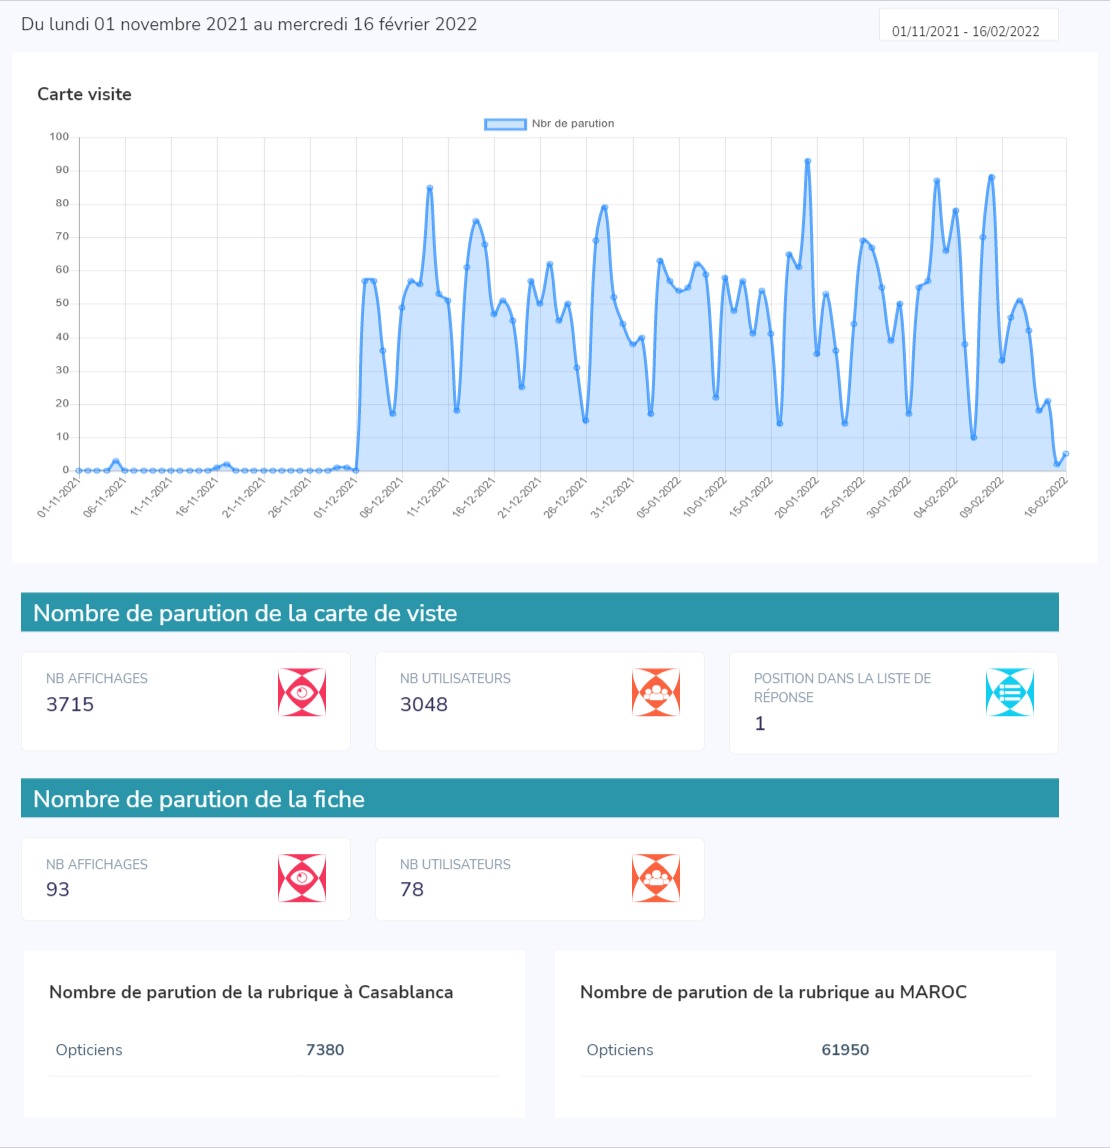 Du lundi 01 novembre 2021 au mercredi 16 février 2022
01/11/2021 - 16/02/2022
Carte visite
Nbr de parution
100
90
80
70
60
50
40
30
20
10
0
01-11-2021
06-11-2021
11-11-2021
16-11-2021
21-11-2021
26-11-2021
01-12-2021
06-12-2021
11-12-2021
16-12-2021
21-12-2021
26-12-2021
31-12-2021
05-01-2022
10-01-2022
15-01-2022
20-01-2022
25-01-2022
30-01-2022
04-02-2022
09-02-2022
16-02-2022
Nombre de parution de la carte de viste
NB AFFICHAGES
3715
NB UTILISATEURS
3048
POSITION DANS LA LISTE DE
RÉPONSE
1
Nombre de parution de la fiche
NB AFFICHAGES
93
NB UTILISATEURS
78
Nombre de parution de la rubrique à Casablanca
Opticiens 7380
Nombre de parution de la rubrique au MAROC
Opticiens 61950